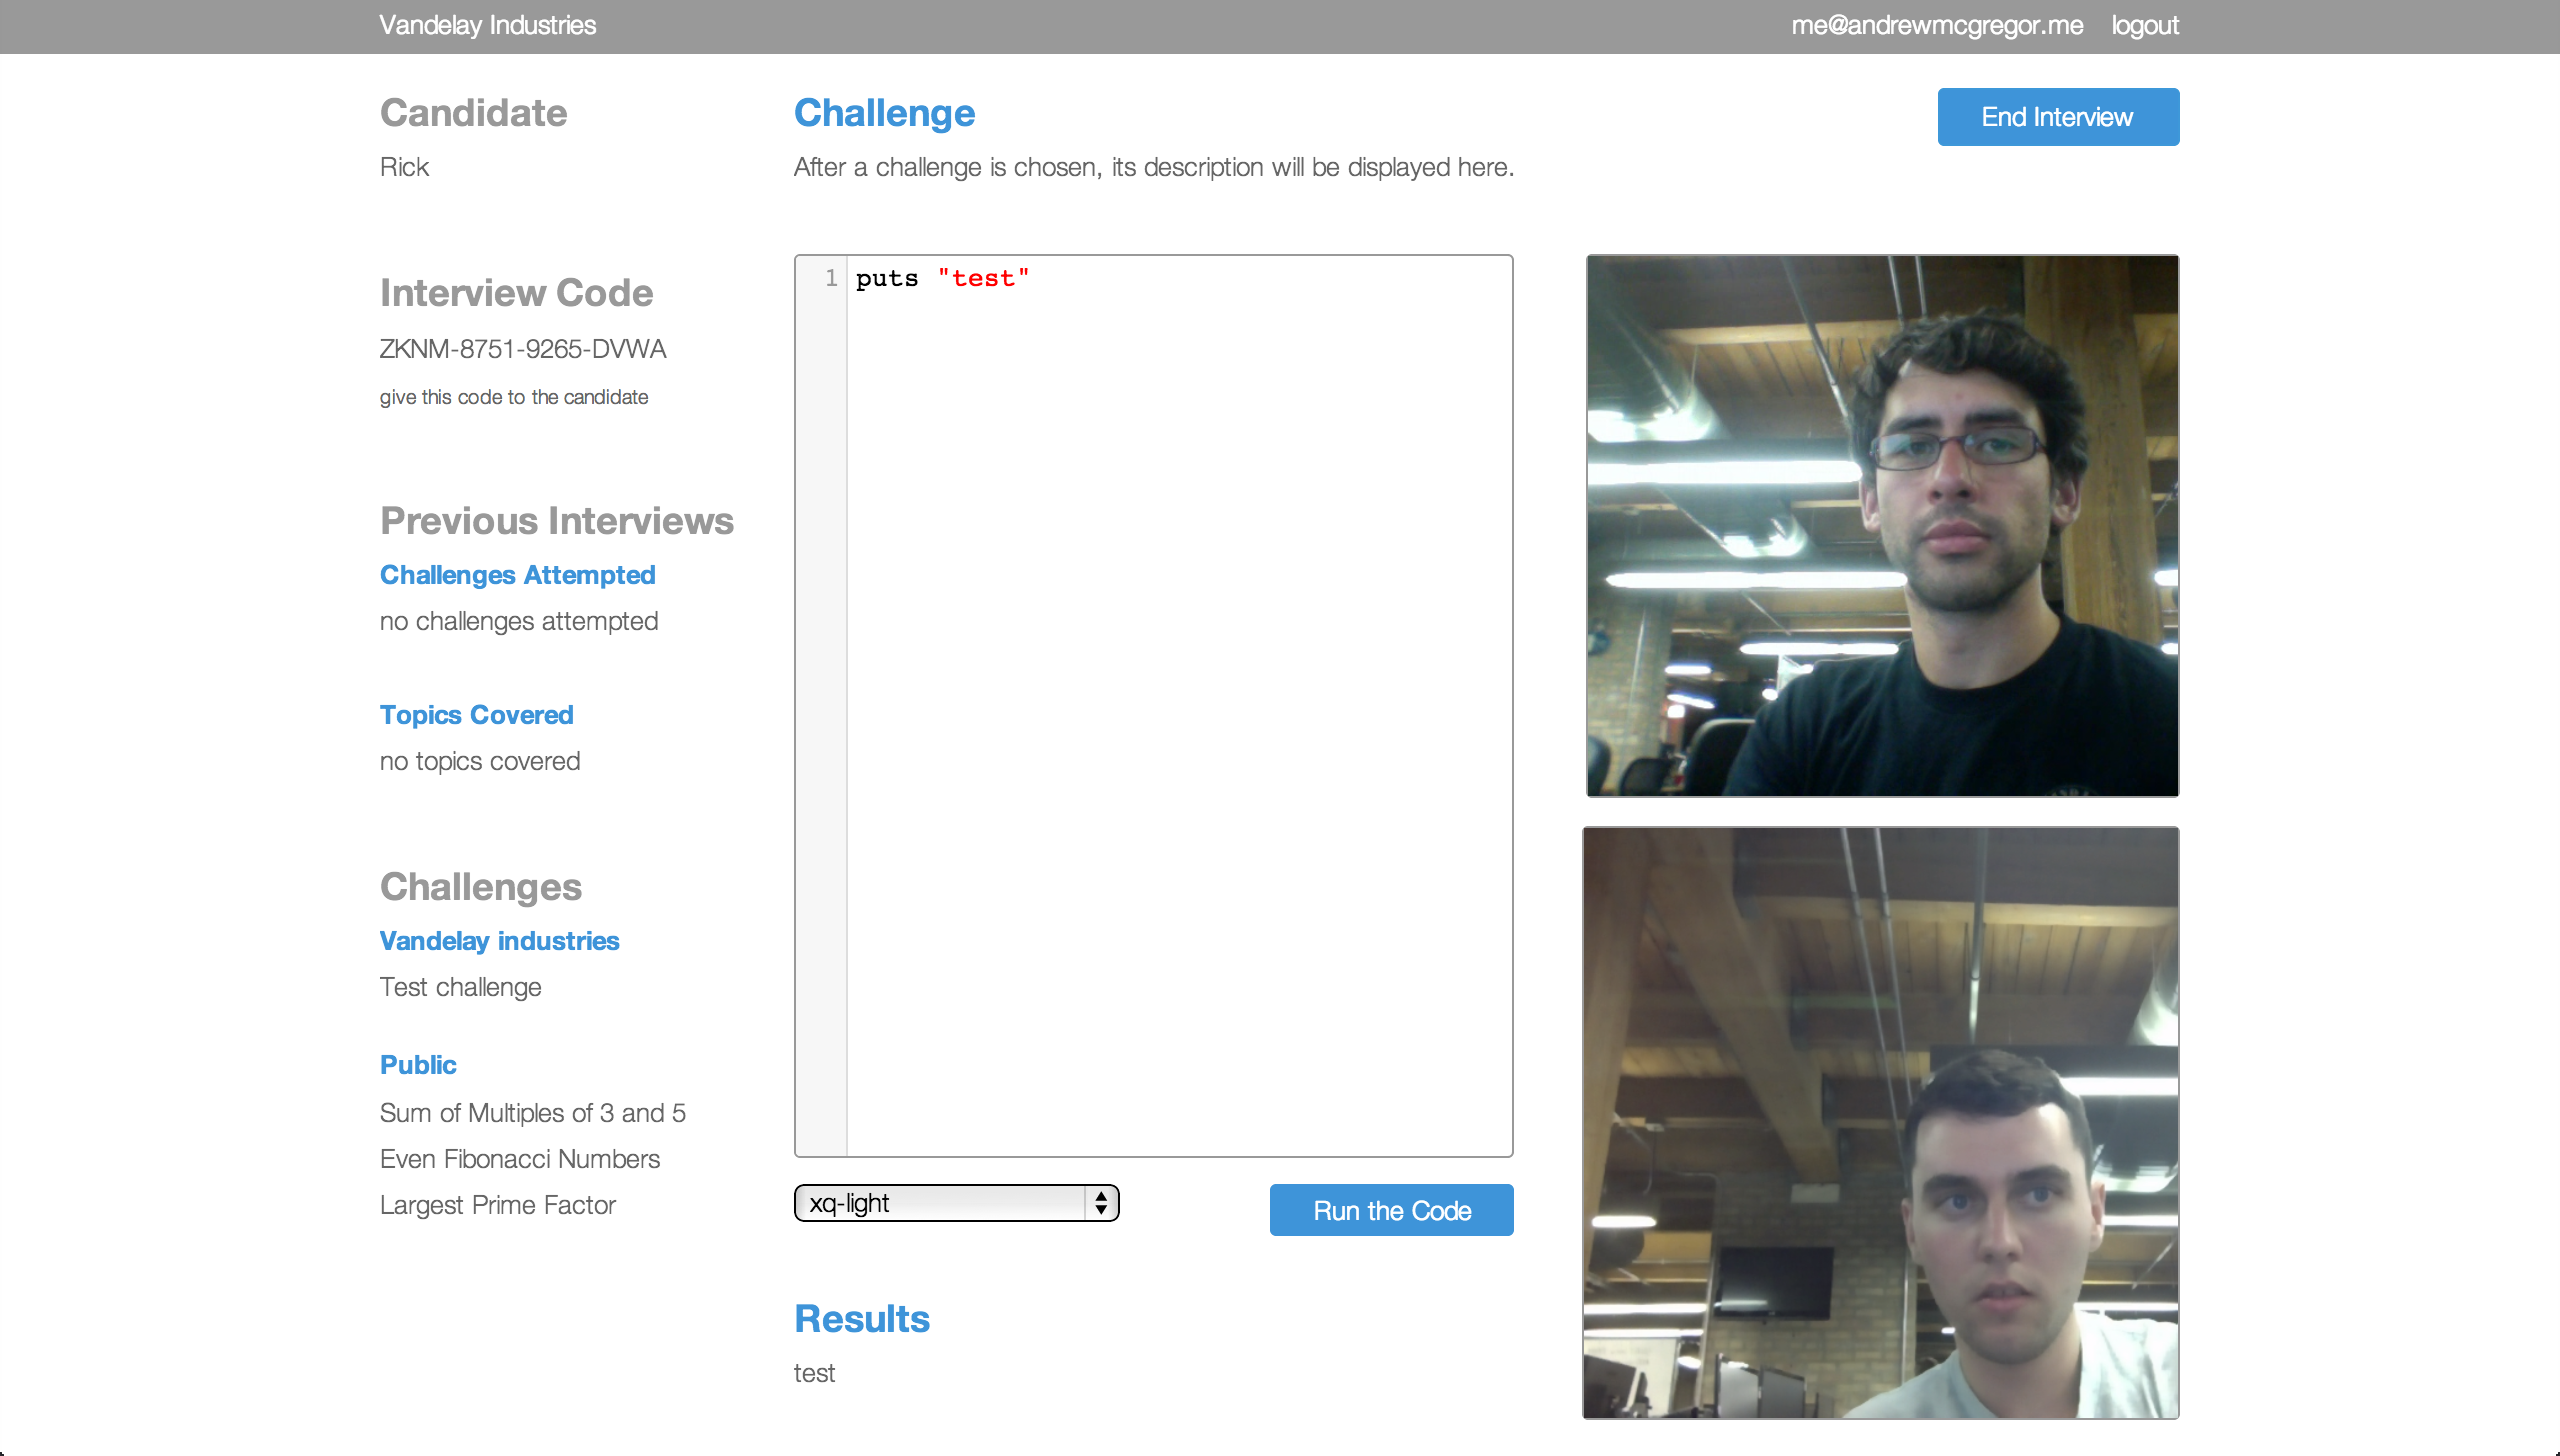 Vandelay Industries
me@andrewmcgregor.me logout
Candidate
Rick
Interview Code
ZKNM-8751-9265-DVWA
give this code to the candidate
Previous Interviews
Challenges Attempted
no challenges attempted
Topics Covered
no topics covered
Challenges
Vandelay industries
Test challenge
Public
Sum of Multiples of 3 and 5
Even Fibonacci Numbers
Largest Prime Factor
Challenge
After a challenge is chosen, its description will be displayed here.
1 puts "test"
xq-light
Run the Code
Results
test
End Interview